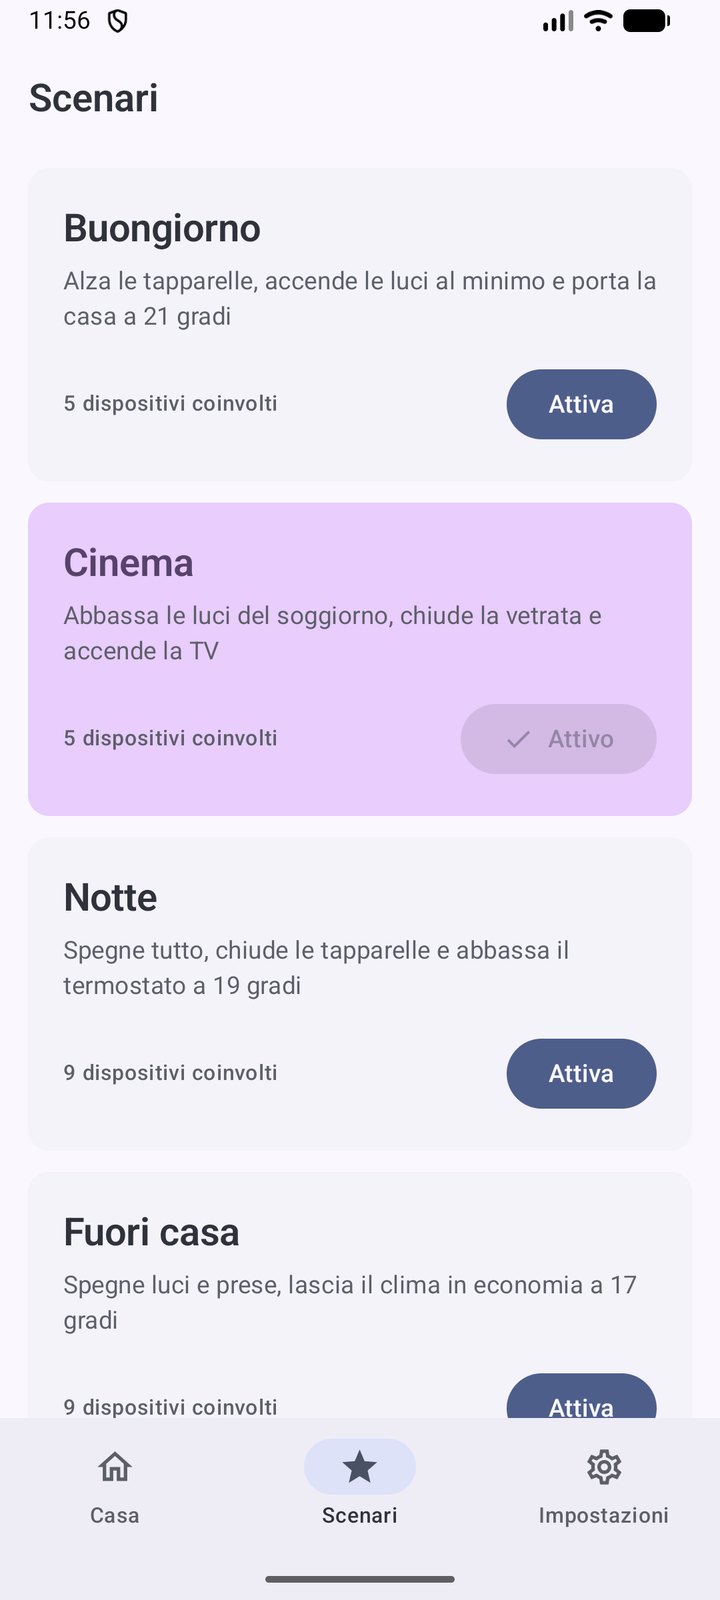 11:56
Scenari
Buongiorno
Alza le tapparelle, accende le luci al minimo e porta la
casa a 21 gradi
5 dispositivi coinvolti
Attiva
Cinema
Abbassa le luci del soggiorno, chiude la vetrata e
accende la TV
5 dispositivi coinvolti
Attivo
Notte
Spegne tutto, chiude le tapparelle e abbassa il
termostato a 19 gradi
9 dispositivi coinvolti
Attiva
Fuori casa
Spegne luci e prese, lascia il clima in economia a 17
gradi
9 dispositivi coinvolti
Attiva
Casa
Scenari
Impostazioni